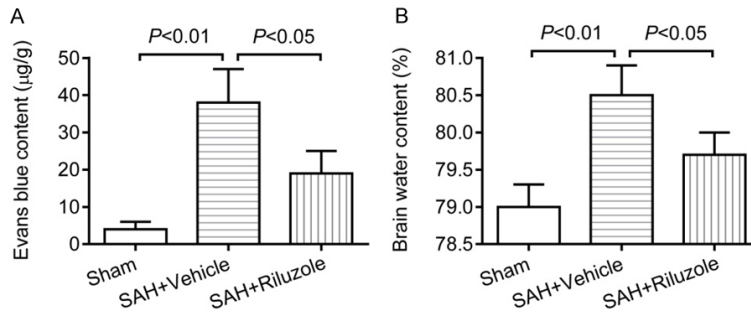 A
P<0.01
P<0.05
Evans blue content (μg/g)
50
40
30
20
10
0
Sham
SAH+Vehicle
SAH+Riluzole
B
P<0.01
P<0.05
Brain water content (%)
81.0
80.5
80.0
79.5
79.0
78.5
Sham
SAH+Vehicle
SAH+Riluzole